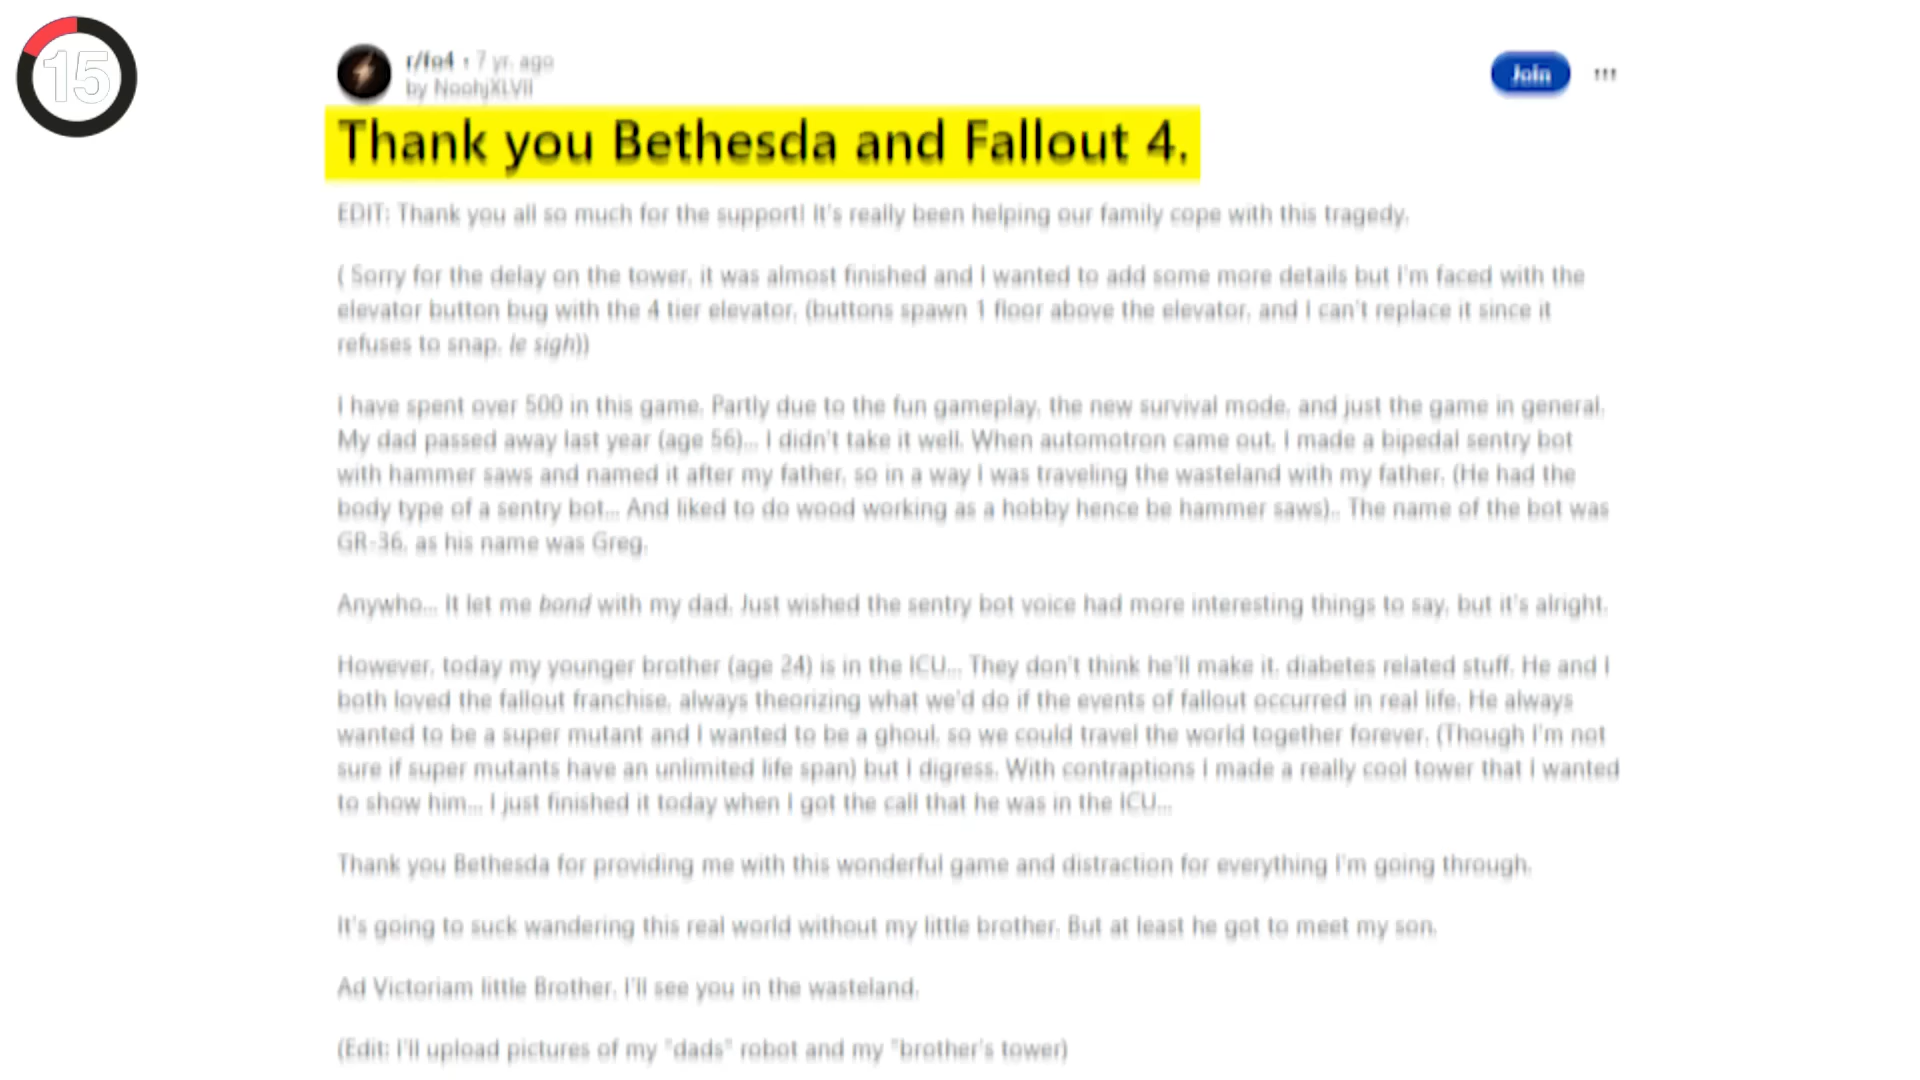 15
r/fo4 • 7 yr. ago
by NoohjXLVII
Join
Thank you Bethesda and Fallout 4.
EDIT: Thank you all so much for the support! It's really been helping our family cope with this tragedy.
( Sorry for the delay on the tower, it was almost finished and I wanted to add some more details but I'm faced with the
elevator button bug with the 4 tier elevator, (buttons spawn 1 floor above the elevator, and I can't replace it since it
refuses to snap, le sigh))
I have spent over 500 in this game. Partly due to the fun gameplay, the new survival mode, and just the game in general.
My dad passed away last year (age 56)... I didn't take it well. When automotron came out, I made a bipedal sentry bot
with hammer saws and named it after my father, so in a way I was traveling the wasteland with my father. (He had the
body type of a sentry bot... And liked to do wood working as a hobby hence be hammer saws).. The name of the bot was
GR-36, as his name was Greg.
Anywho... It let me bond with my dad. Just wished the sentry bot voice had more interesting things to say, but it's alright.
However, today my younger brother (age 24) is in the ICU... They don't think he'll make it, diabetes related stuff. He and I
both loved the fallout franchise, always theorizing what we'd do if the events of fallout occurred in real life. He always
wanted to be a super mutant and I wanted to be a ghoul, so we could travel the world together forever. (Though I'm not
sure if super mutants have an unlimited life span) but I digress. With contraptions I made a really cool tower that I wanted
to show him... I just finished it today when I got the call that he was in the ICU...
Thank you Bethesda for providing me with this wonderful game and distraction for everything I'm going through.
It's going to suck wandering this real world without my little brother. But at least he got to meet my son.
Ad Victoriam little Brother. I'll see you in the wasteland.
(Edit: I'll upload pictures of my "dads" robot and my "brother's tower)